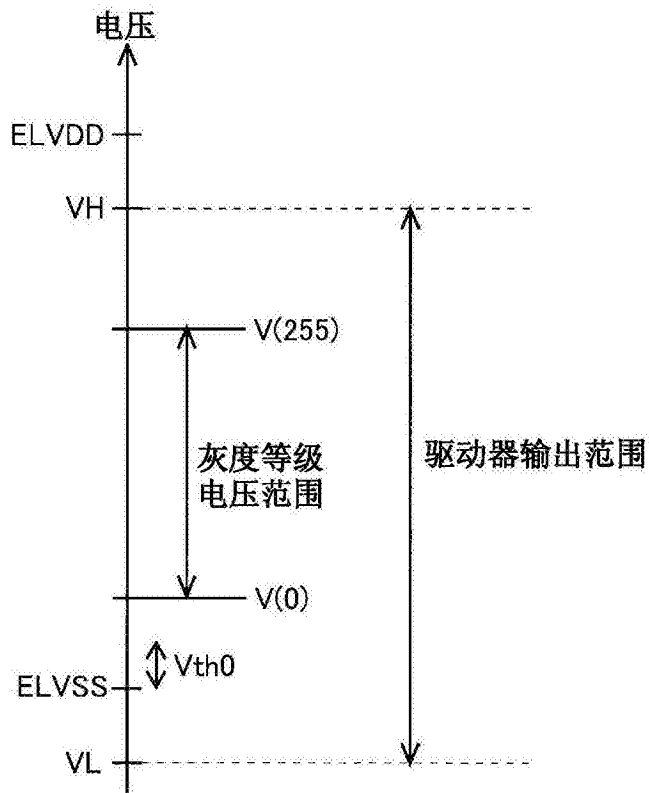 电压
ELVDD
VH
V(255)
灰度等级
电压范围
驱动器输出范围
V(0)
Vth0
ELVSS
VL